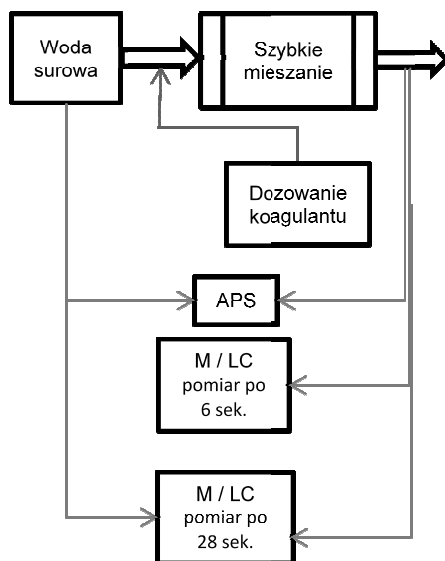 Woda
surowa
Szybkie
mieszanie
Dozowanie
koagulantu
APS
M / LC
pomiar po
6 sek.
M / LC
pomiar po
28 sek.